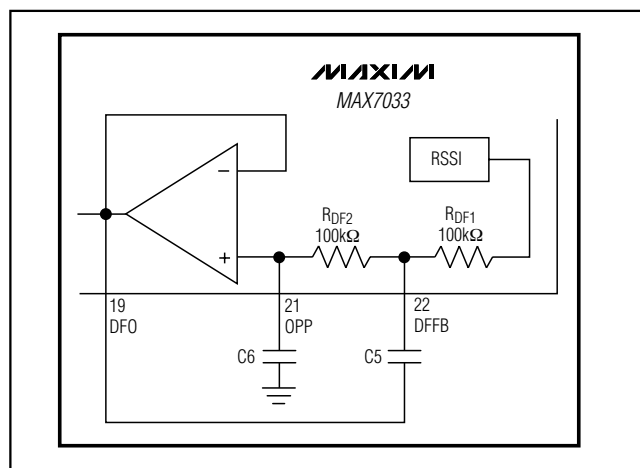 MAXIM
MAX7033
RSSI
RDF2
100kΩ
RDF1
100kΩ
−
+
19
DFO
21
OPP
22
DFFB
C6
C5